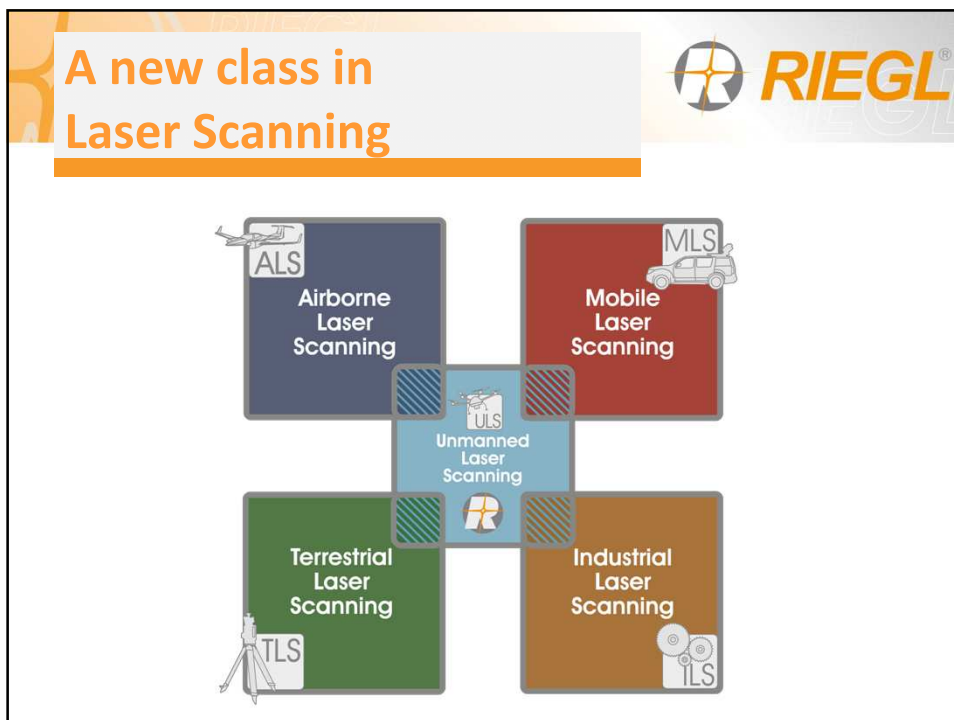 A new class in
Laser Scanning
RIEGL®
ALS
Airborne
Laser
Scanning
MLS
Mobile
Laser
Scanning
ULS
Unmanned
Laser
Scanning
R
Terrestrial
Laser
Scanning
TLS
Industrial
Laser
Scanning
ILS